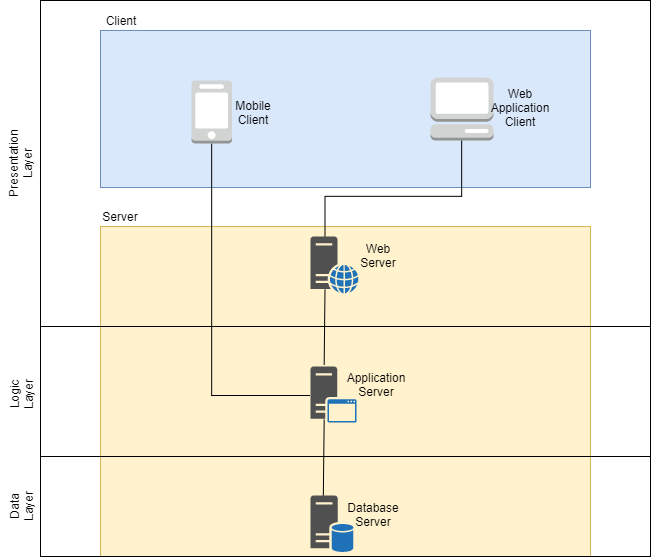 Client
Mobile
Client
Web
Application
Client
Presentation
Layer
Server
Web
Server
Logic
Layer
Application
Server
Data
Layer
Database
Server